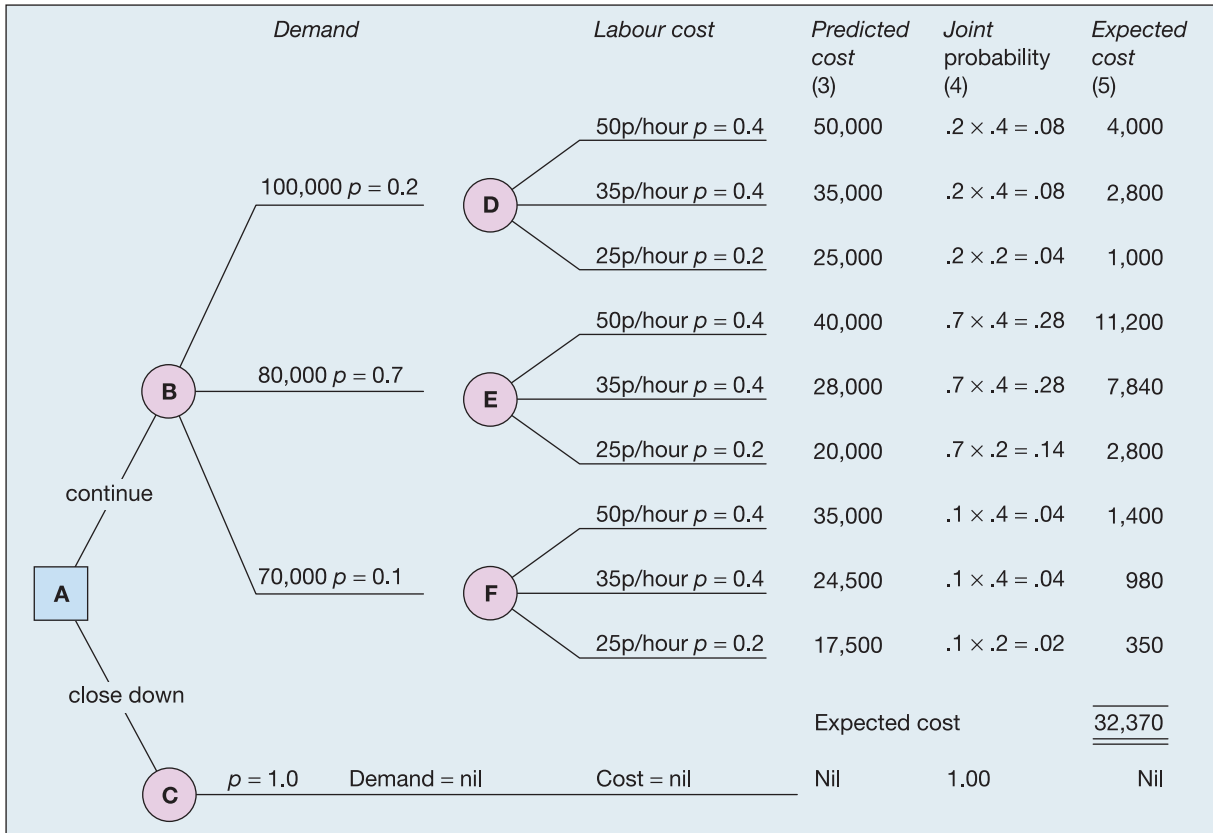 Demand Labour cost Predicted cost (3) Joint probability (4) Expected cost (5)
50p/hour p = 0.4 50,000 .2 × .4 = .08 4,000
100,000 p = 0.2 D 35p/hour p = 0.4 35,000 .2 × .4 = .08 2,800
25p/hour p = 0.2 25,000 .2 × .2 = .04 1,000
50p/hour p = 0.4 40,000 .7 × .4 = .28 11,200
B 80,000 p = 0.7 E 35p/hour p = 0.4 28,000 .7 × .4 = .28 7,840
25p/hour p = 0.2 20,000 .7 × .2 = .14 2,800
continue
50p/hour p = 0.4 35,000 .1 × .4 = .04 1,400
A 70,000 p = 0.1 F 35p/hour p = 0.4 24,500 .1 × .4 = .04 980
25p/hour p = 0.2 17,500 .1 × .2 = .02 350
close down
Expected cost 32,370
C p = 1.0 Demand = nil Cost = nil Nil 1.00 Nil